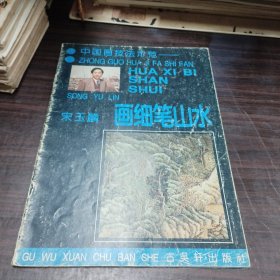 中国画技法示范
ZHONG GUO HUA JI FA SHI FAN
HUA XI BI
SHAN
SHUI
SONG YU LIN
宋玉麟 画细笔山水
GU WU XUAN CHU BAN SHE 古吴轩出版社